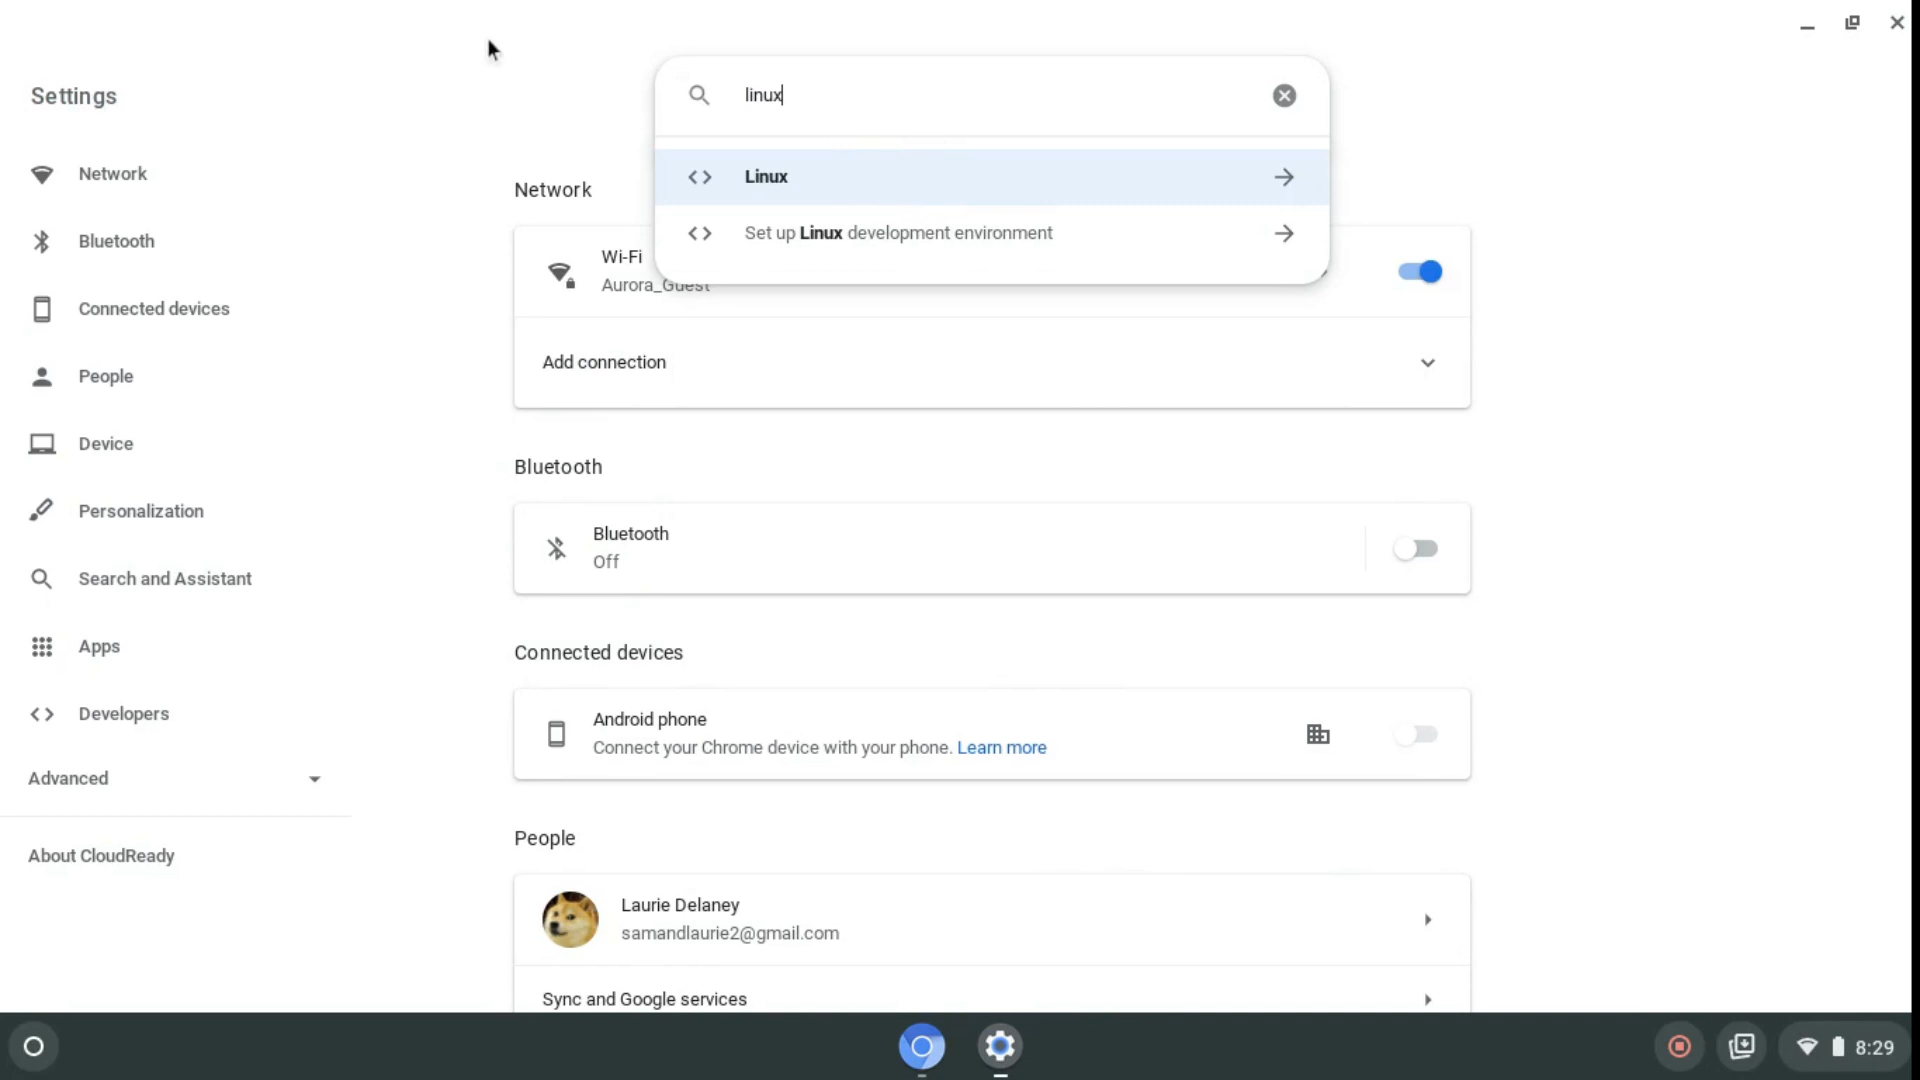 Settings
Network
Bluetooth
Connected devices
People
Device
Personalization
Search and Assistant
Apps
Developers
Advanced
About CloudReady
linux
Linux
Set up Linux development environment
Network
Wi-Fi
Aurora_Guest
Add connection
Bluetooth
Bluetooth
Off
Connected devices
Android phone
Connect your Chrome device with your phone. Learn more
People
Laurie Delaney
samandlaurie2@gmail.com
Sync and Google services
8:29